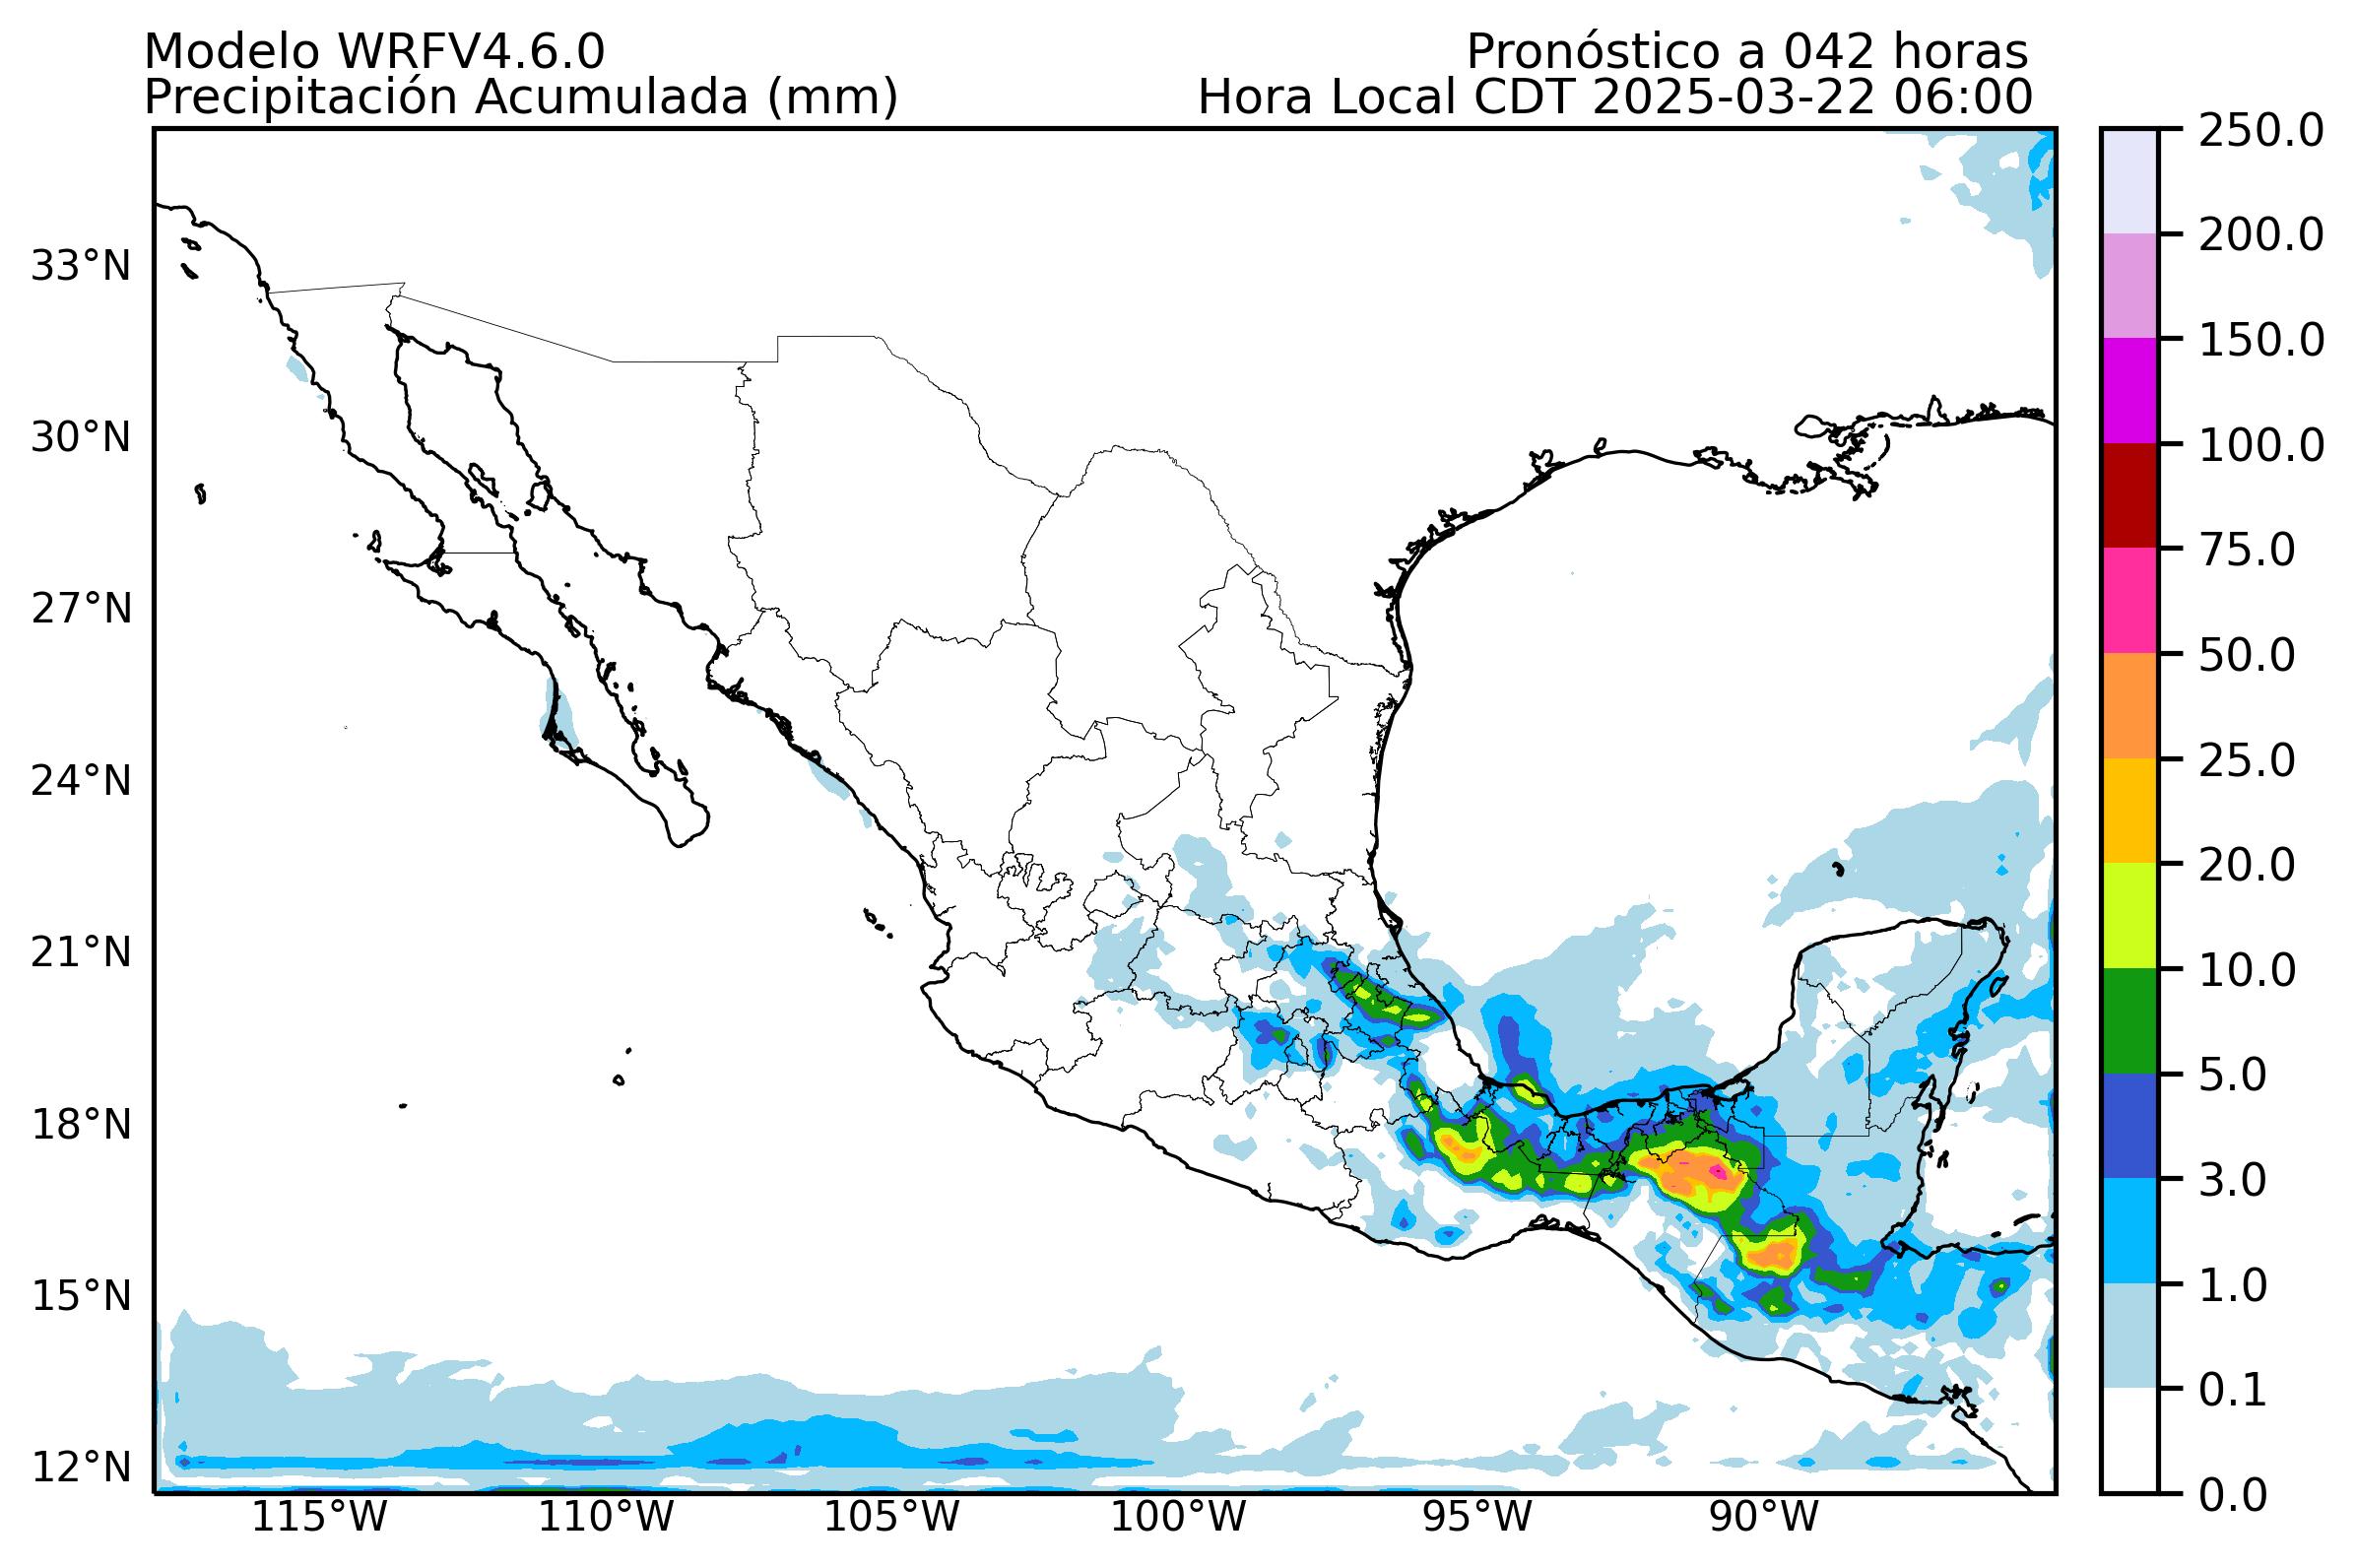 Modelo WRFV4.6.0
Pronóstico a 042 horas
Precipitación Acumulada (mm)
Hora Local CDT 2025-03-22 06:00
33°N
30°N
27°N
24°N
21°N
18°N
15°N
12°N
115°W
110°W
105°W
100°W
95°W
90°W
250.0
200.0
150.0
100.0
75.0
50.0
25.0
20.0
10.0
5.0
3.0
1.0
0.1
0.0